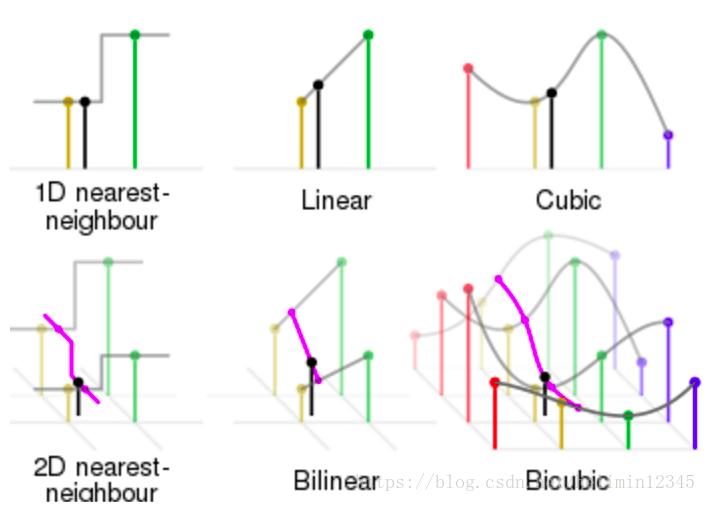 1D nearest-
neighbour
Linear
Cubic
2D nearest-
neighbour
Bilinear
Bicubic
https://blog.csdn.
min12345